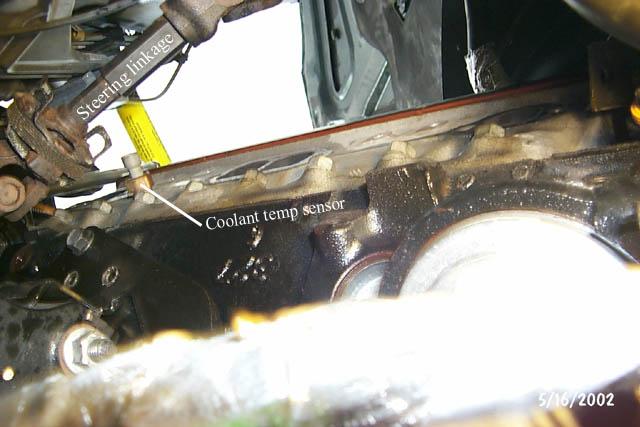 Steering linkage
Coolant temp sensor
5/16/2002